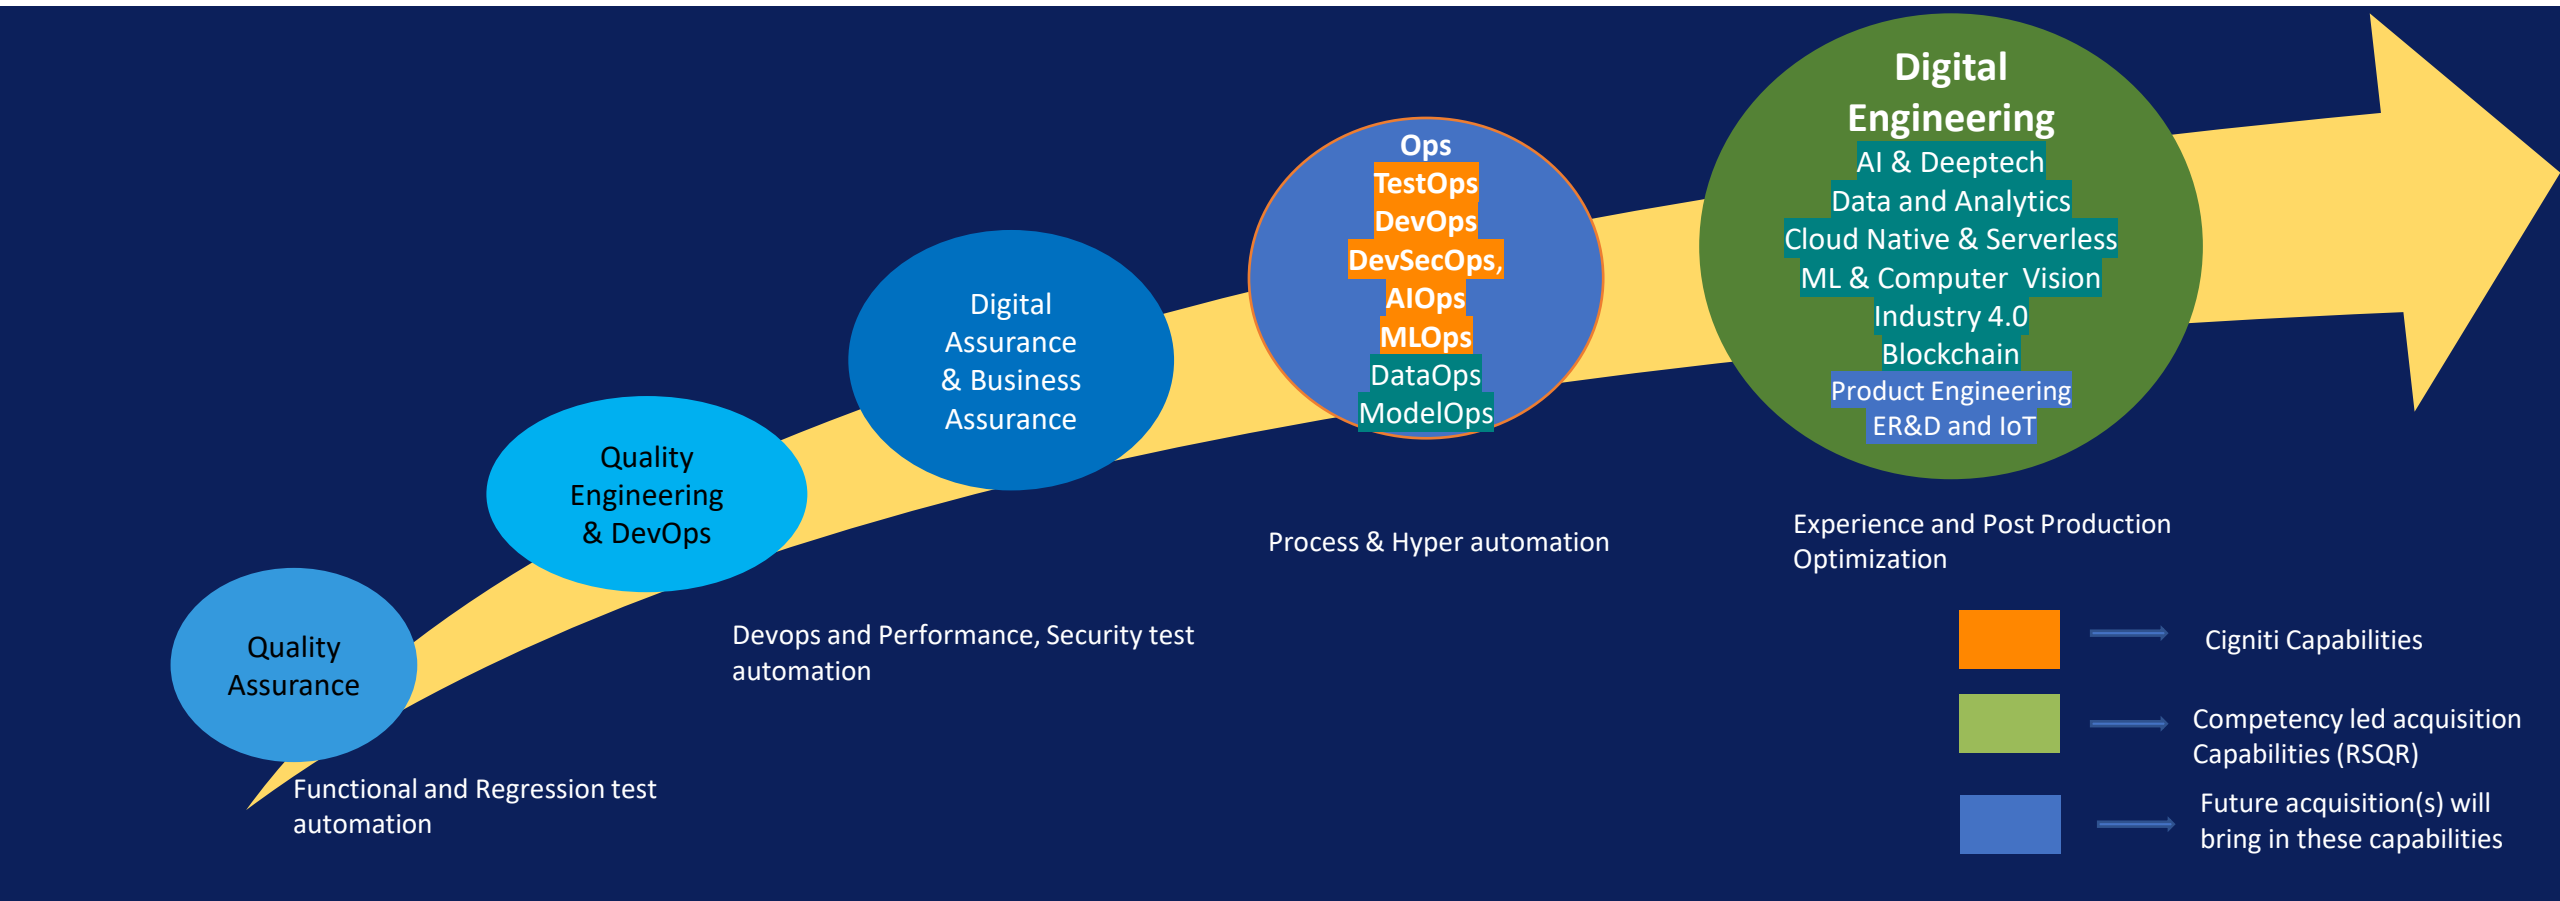 Quality
Assurance
Functional and Regression test
automation
Quality
Engineering
& DevOps
Devops and Performance, Security test
automation
Digital
Assurance
& Business
Assurance
Ops
TestOps
DevOps
DevSecOps,
AIOps
MLOps
DataOps
ModelOps
Process & Hyper automation
Digital
Engineering
AI & Deeptech
Data and Analytics
Cloud Native & Serverless
ML & Computer  Vision
Industry 4.0
Blockchain
Product Engineering
ER&D and IoT
Experience and Post Production
Optimization
Cigniti Capabilities
Competency led acquisition
Capabilities (RSQR)
Future acquisition(s) will
bring in these capabilities